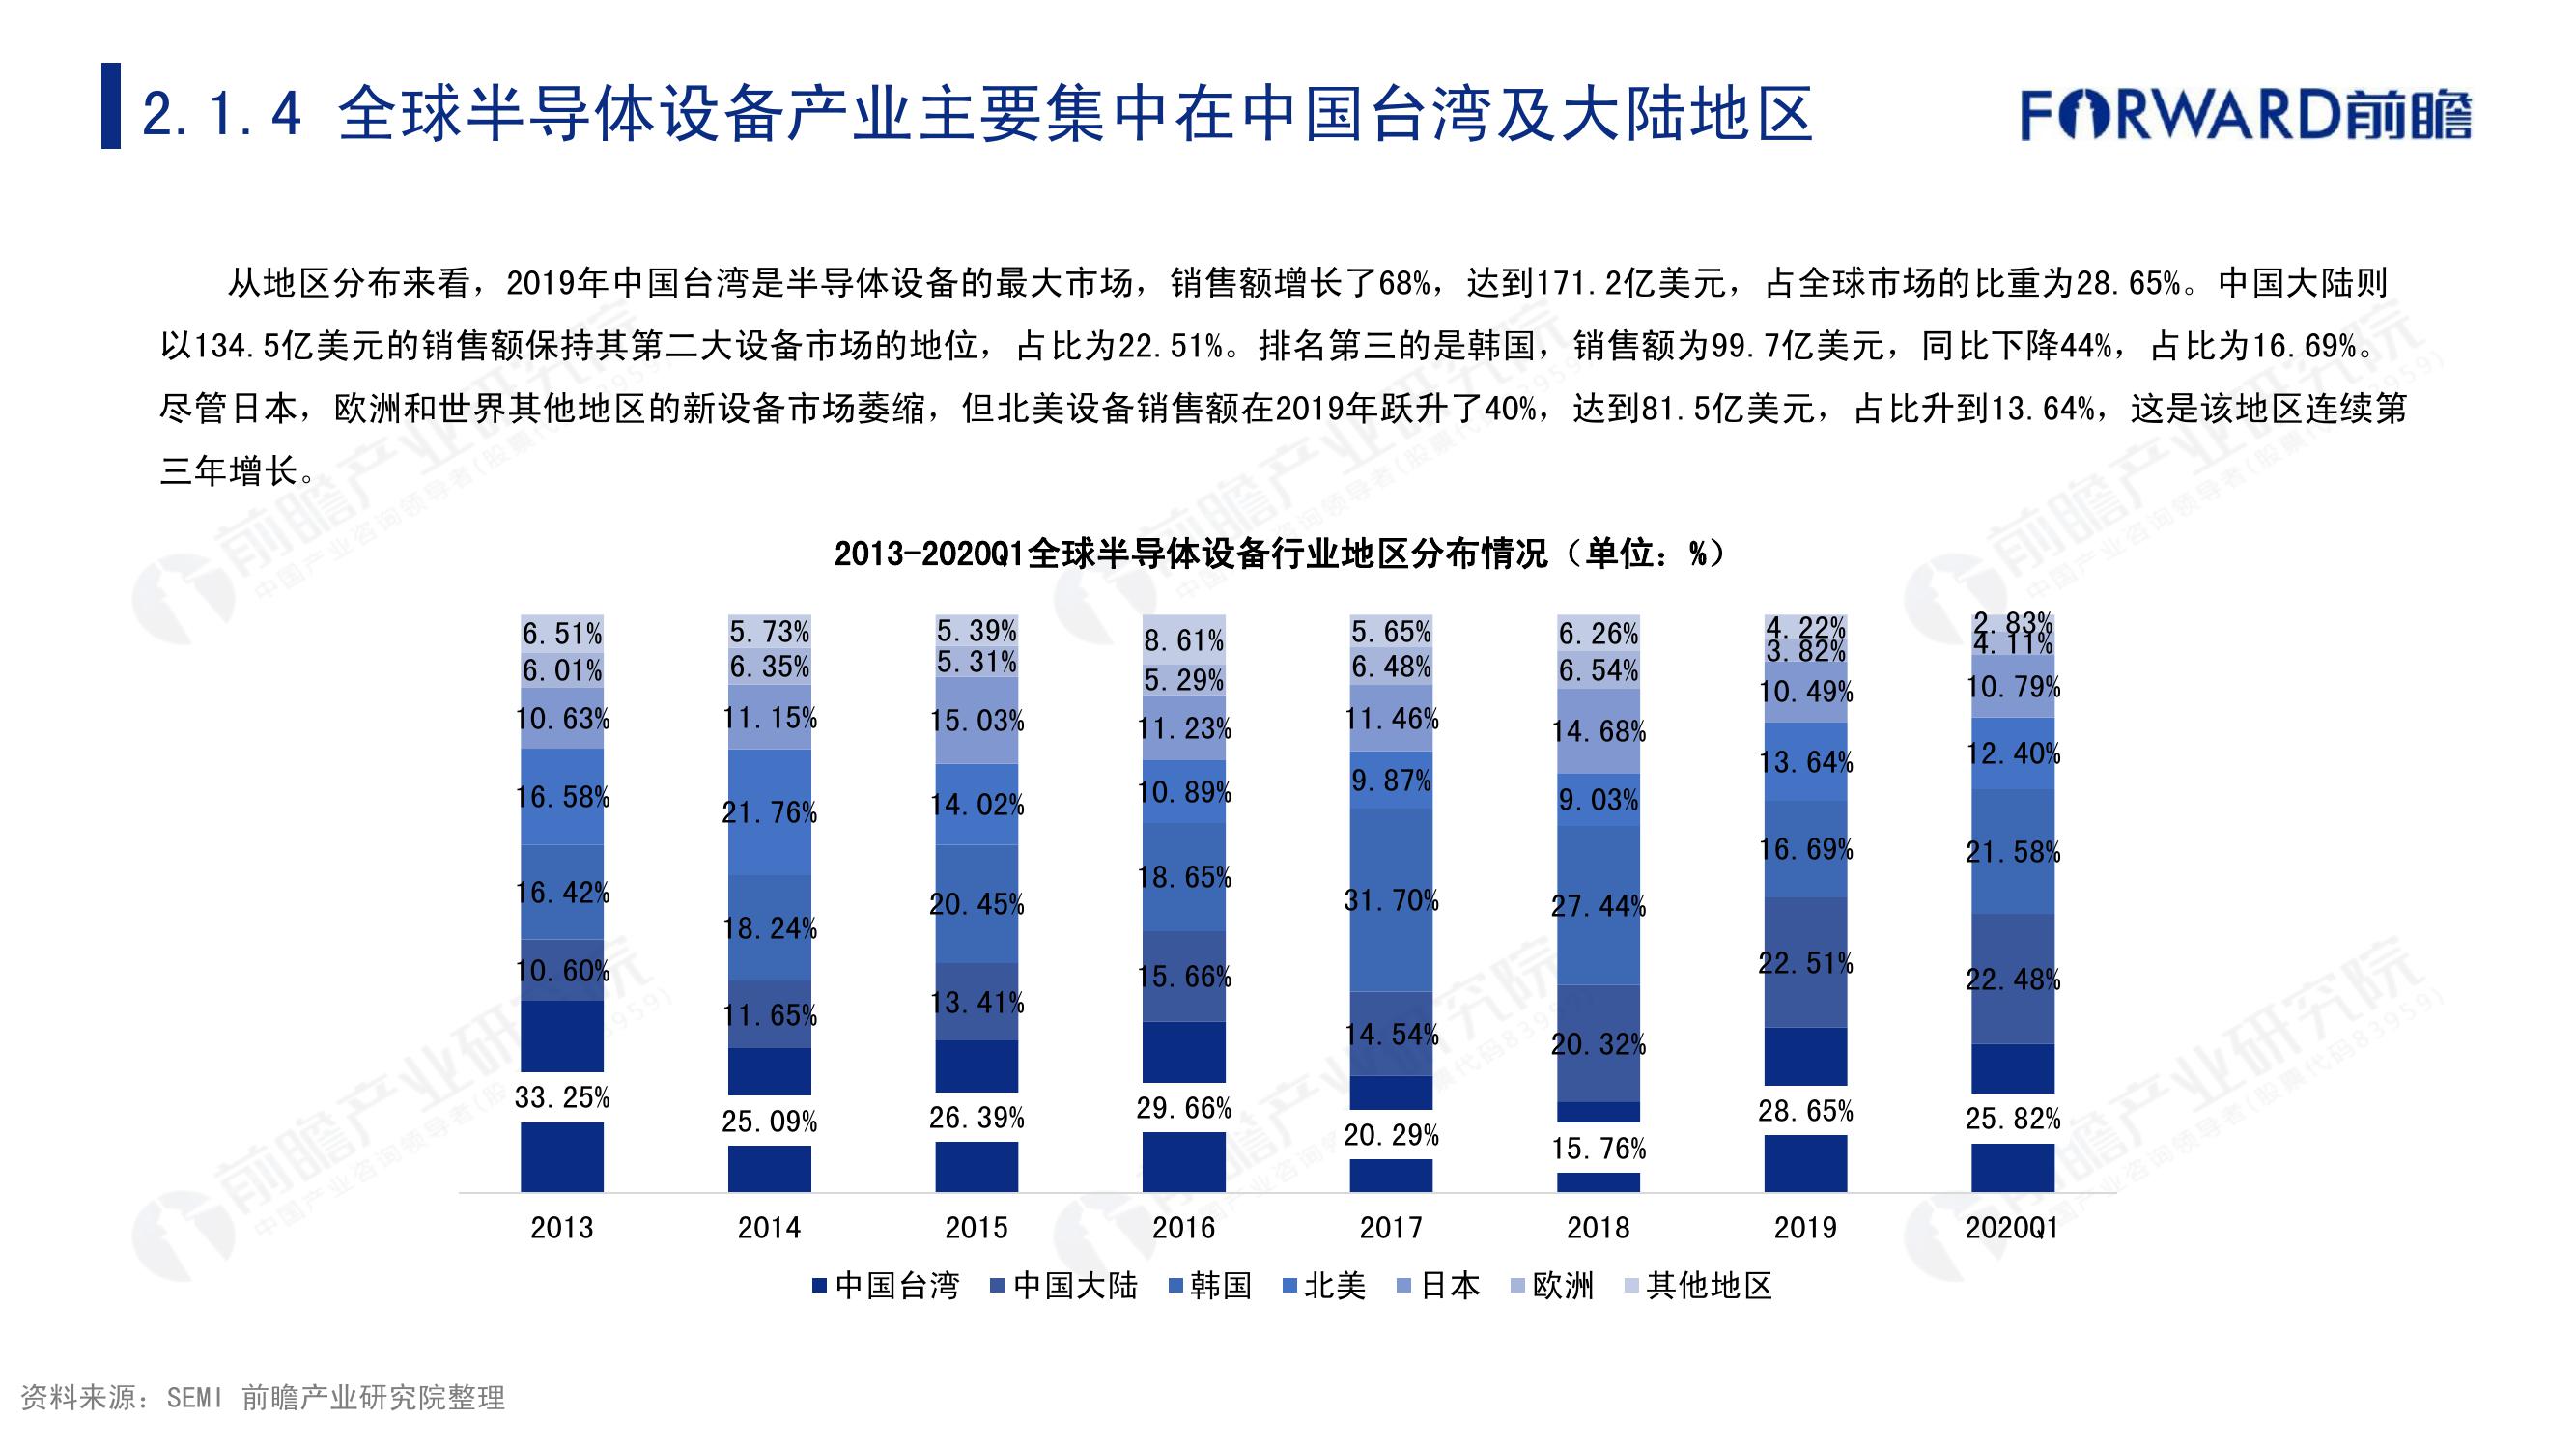 2.1.4 全球半导体设备产业主要集中在中国台湾及大陆地区
FORWARD前瞻
从地区分布来看，2019年中国台湾是半导体设备的最大市场，销售额增长了68%，达到171.2亿美元，占全球市场的比重为28.65%。中国大陆则
以134.5亿美元的销售额保持其第二大设备市场的地位，占比为22.51%。排名第三的是韩国，销售额为99.7亿美元，同比下降44%，占比为16.69%。
尽管日本，欧洲和世界其他地区的新设备市场萎缩，但北美设备销售额在2019年跃升了40%，达到81.5亿美元，占比升到13.64%，这是该地区连续第
三年增长。
2013-2020Q1全球半导体设备行业地区分布情况（单位：%）
6.51% 5.73% 5.39% 8.61% 5.65% 6.26% 4.22% 2.83%
6.01% 6.35% 5.31% 5.29% 6.48% 6.54% 3.82% 4.11%
10.63% 11.15% 15.03% 11.23% 11.46% 14.68% 10.49% 10.79%
16.58% 21.76% 14.02% 10.89% 9.87% 9.03% 13.64% 12.40%
16.42% 18.24% 20.45% 18.65% 31.70% 27.44% 16.69% 21.58%
10.60% 11.65% 13.41% 15.66% 14.54% 20.32% 22.51% 22.48%
33.25% 25.09% 26.39% 29.66% 20.29% 15.76% 28.65% 25.82%
2013 2014 2015 2016 2017 2018 2019 2020Q1
中国台湾 中国大陆 韩国 北美 日本 欧洲 其他地区
资料来源：SEMI 前瞻产业研究院整理